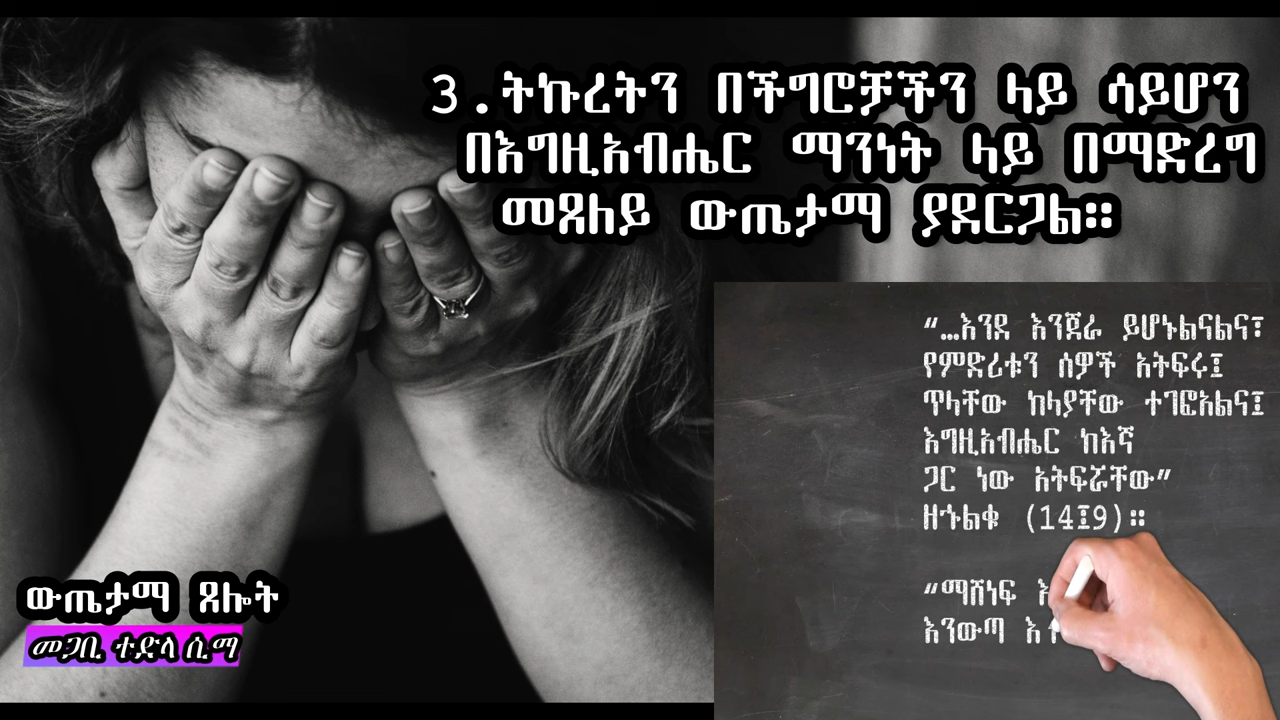 3.ትኩረትን በችግሮቻችን ላይ ሳይሆን
በእግዚአብሔር ማንነት ላይ በማድረግ
መጸለይ ውጤታማ ያደርጋል።
“…እንደ እንጀራ ይሆኑልናልና፣
የምድሪቱን ሰዎች አትፍሩ፤
ጥላቸው ከላያቸው ተገፎአልና፤
እግዚአብሔር ከእኛ
ጋር ነው አትፍሯቸው”
ዘኅልቁ (14፤9)።
“ማሸነፍ
እንውጣ
ውጤታማ ጸሎት
መጋቢ ተድላ ሲማ